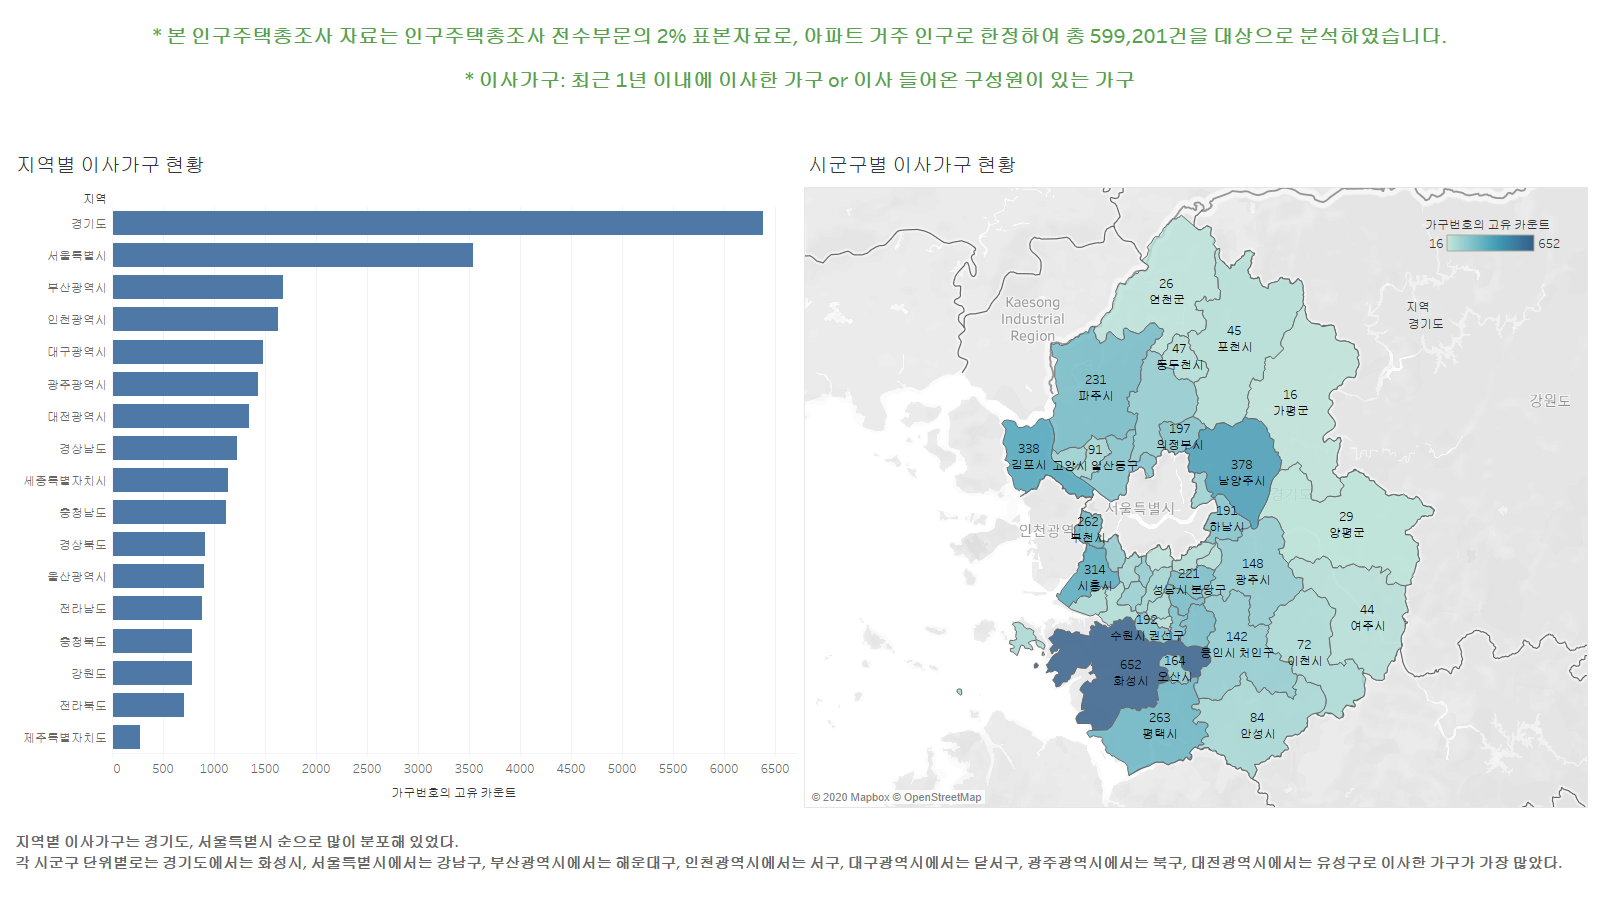 * 본 인구주택총조사 자료는 인구주택총조사 전수부문의 2% 표본자료로, 아파트 거주 인구로 한정하여 총 599,201건을 대상으로 분석하였습니다.
* 이사가구: 최근 1년 이내에 이사한 가구 or 이사 들어온 구성원이 있는 가구
지역별 이사가구 현황
지역
경기도
서울특별시
부산광역시
인천광역시
대구광역시
광주광역시
대전광역시
경상남도
세종특별자치시
충청남도
경상북도
울산광역시
전라남도
충청북도
강원도
전라북도
제주특별자치도
0 500 1000 1500 2000 2500 3000 3500 4000 4500 5000 5500 6000 6500
가구번호의 고유 카운트
시군구별 이사가구 현황
가구번호의 고유 카운트
16 652
지역
경기도
Kaesong
Industrial
Region
강원도
26
연천군
45
포천시
47
동두천시
231
파주시
16
가평군
197
의정부시
338
김포시
91
고양시 일산동구
378
남양주시
경기도
서울특별시
인천광역
191
하남시
262
부천시
29
양평군
314
시흥시
221
성남시 분당구
148
광주시
44
여주시
192
수원시 권선구
142
용인시 처인구
72
이천시
652
화성시
164
오산시
263
평택시
84
안성시
© 2020 Mapbox © OpenStreetMap
지역별 이사가구는 경기도, 서울특별시 순으로 많이 분포해 있었다.
각 시군구 단위별로는 경기도에서는 화성시, 서울특별시에서는 강남구, 부산광역시에서는 해운대구, 인천광역시에서는 서구, 대구광역시에서는 달서구, 광주광역시에서는 북구, 대전광역시에서는 유성구로 이사한 가구가 가장 많았다.